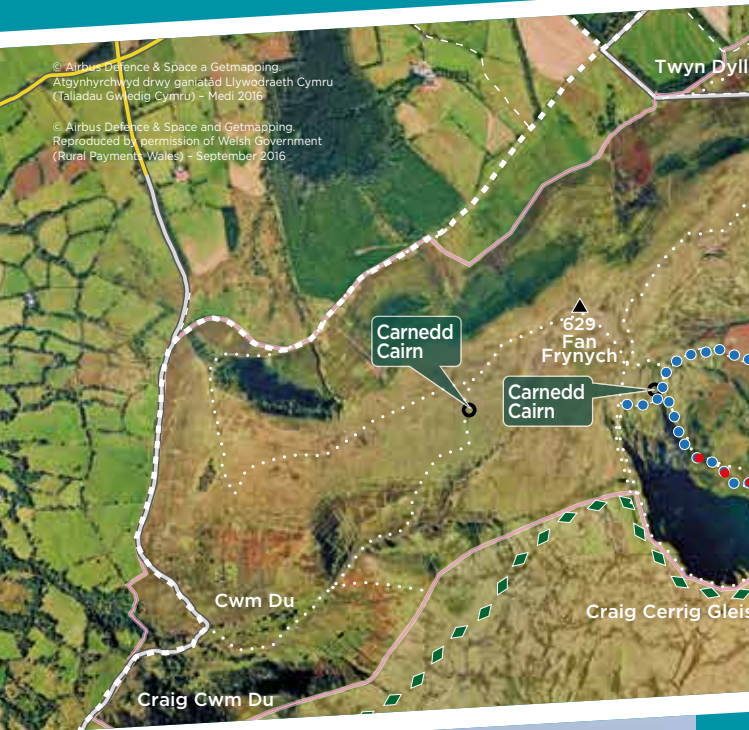 © Airbus Defence & Space a Getmapping.
Atgynhyrchwyd drwy ganiatâd Llywodraeth Cymru
(Taliadau Gwledig Cymru) – Medi 2016
© Airbus Defence & Space and Getmapping.
Reproduced by permission of Welsh Government
(Rural Payments Wales) – September 2016
Twyn Dyll
629
Fan
Frynych
Carnedd
Cairn
Carnedd
Cairn
Cwm Du
Craig Cerrig Gleis
Craig Cwm Du